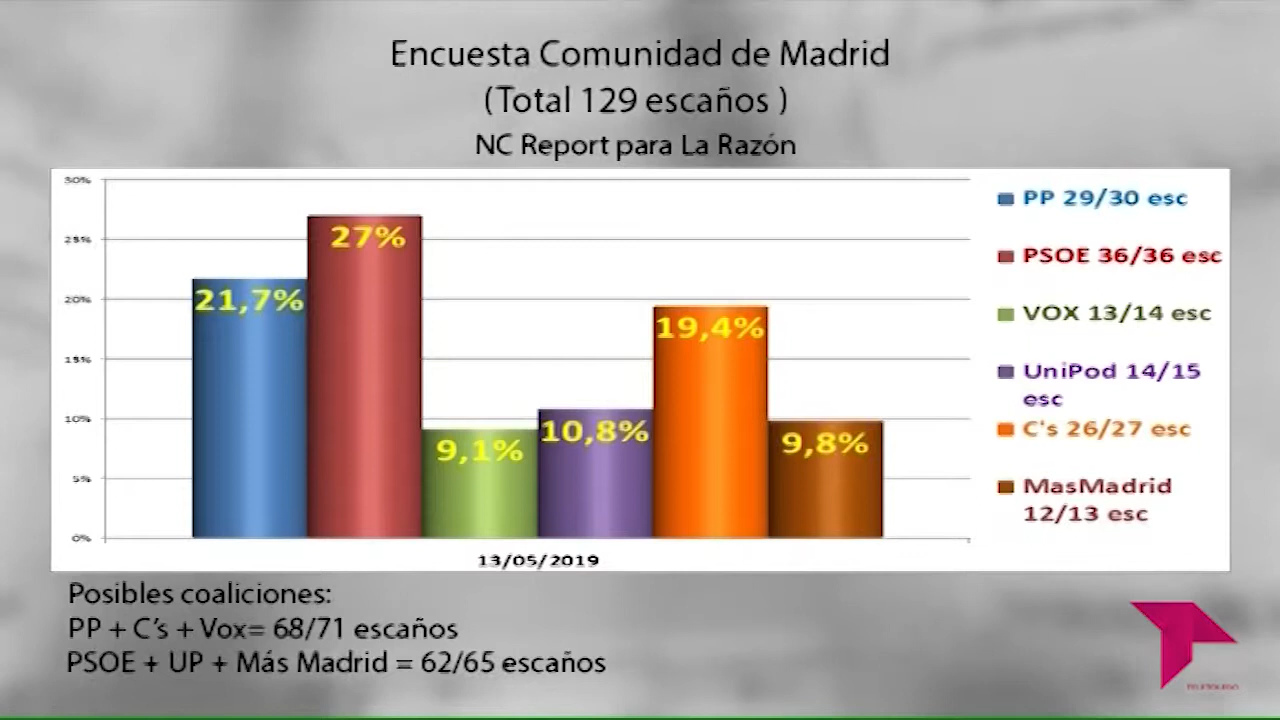 Encuesta Comunidad de Madrid
(Total 129 escaños )
NC Report para La Razón
30%
25%
20%
15%
10%
5%
0%
21,7%
27%
9,1%
10,8%
19,4%
9,8%
13/05/2019
PP 29/30 esc
PSOE 36/36 esc
VOX 13/14 esc
UniPod 14/15
esc
C's 26/27 esc
MasMadrid
12/13 esc
Posibles coaliciones:
PP + C’s + Vox= 68/71 escaños
PSOE + UP + Más Madrid = 62/65 escaños